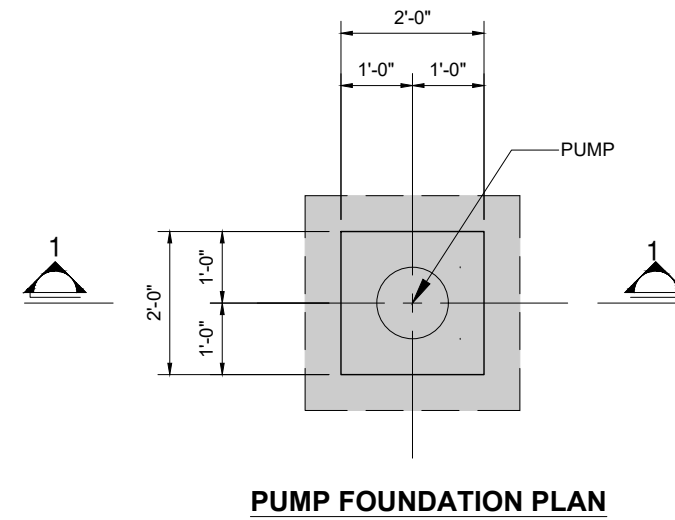 2'-0"
1'-0" 1'-0"
PUMP
1 1
2'-0" 1'-0"
1'-0"
PUMP FOUNDATION PLAN